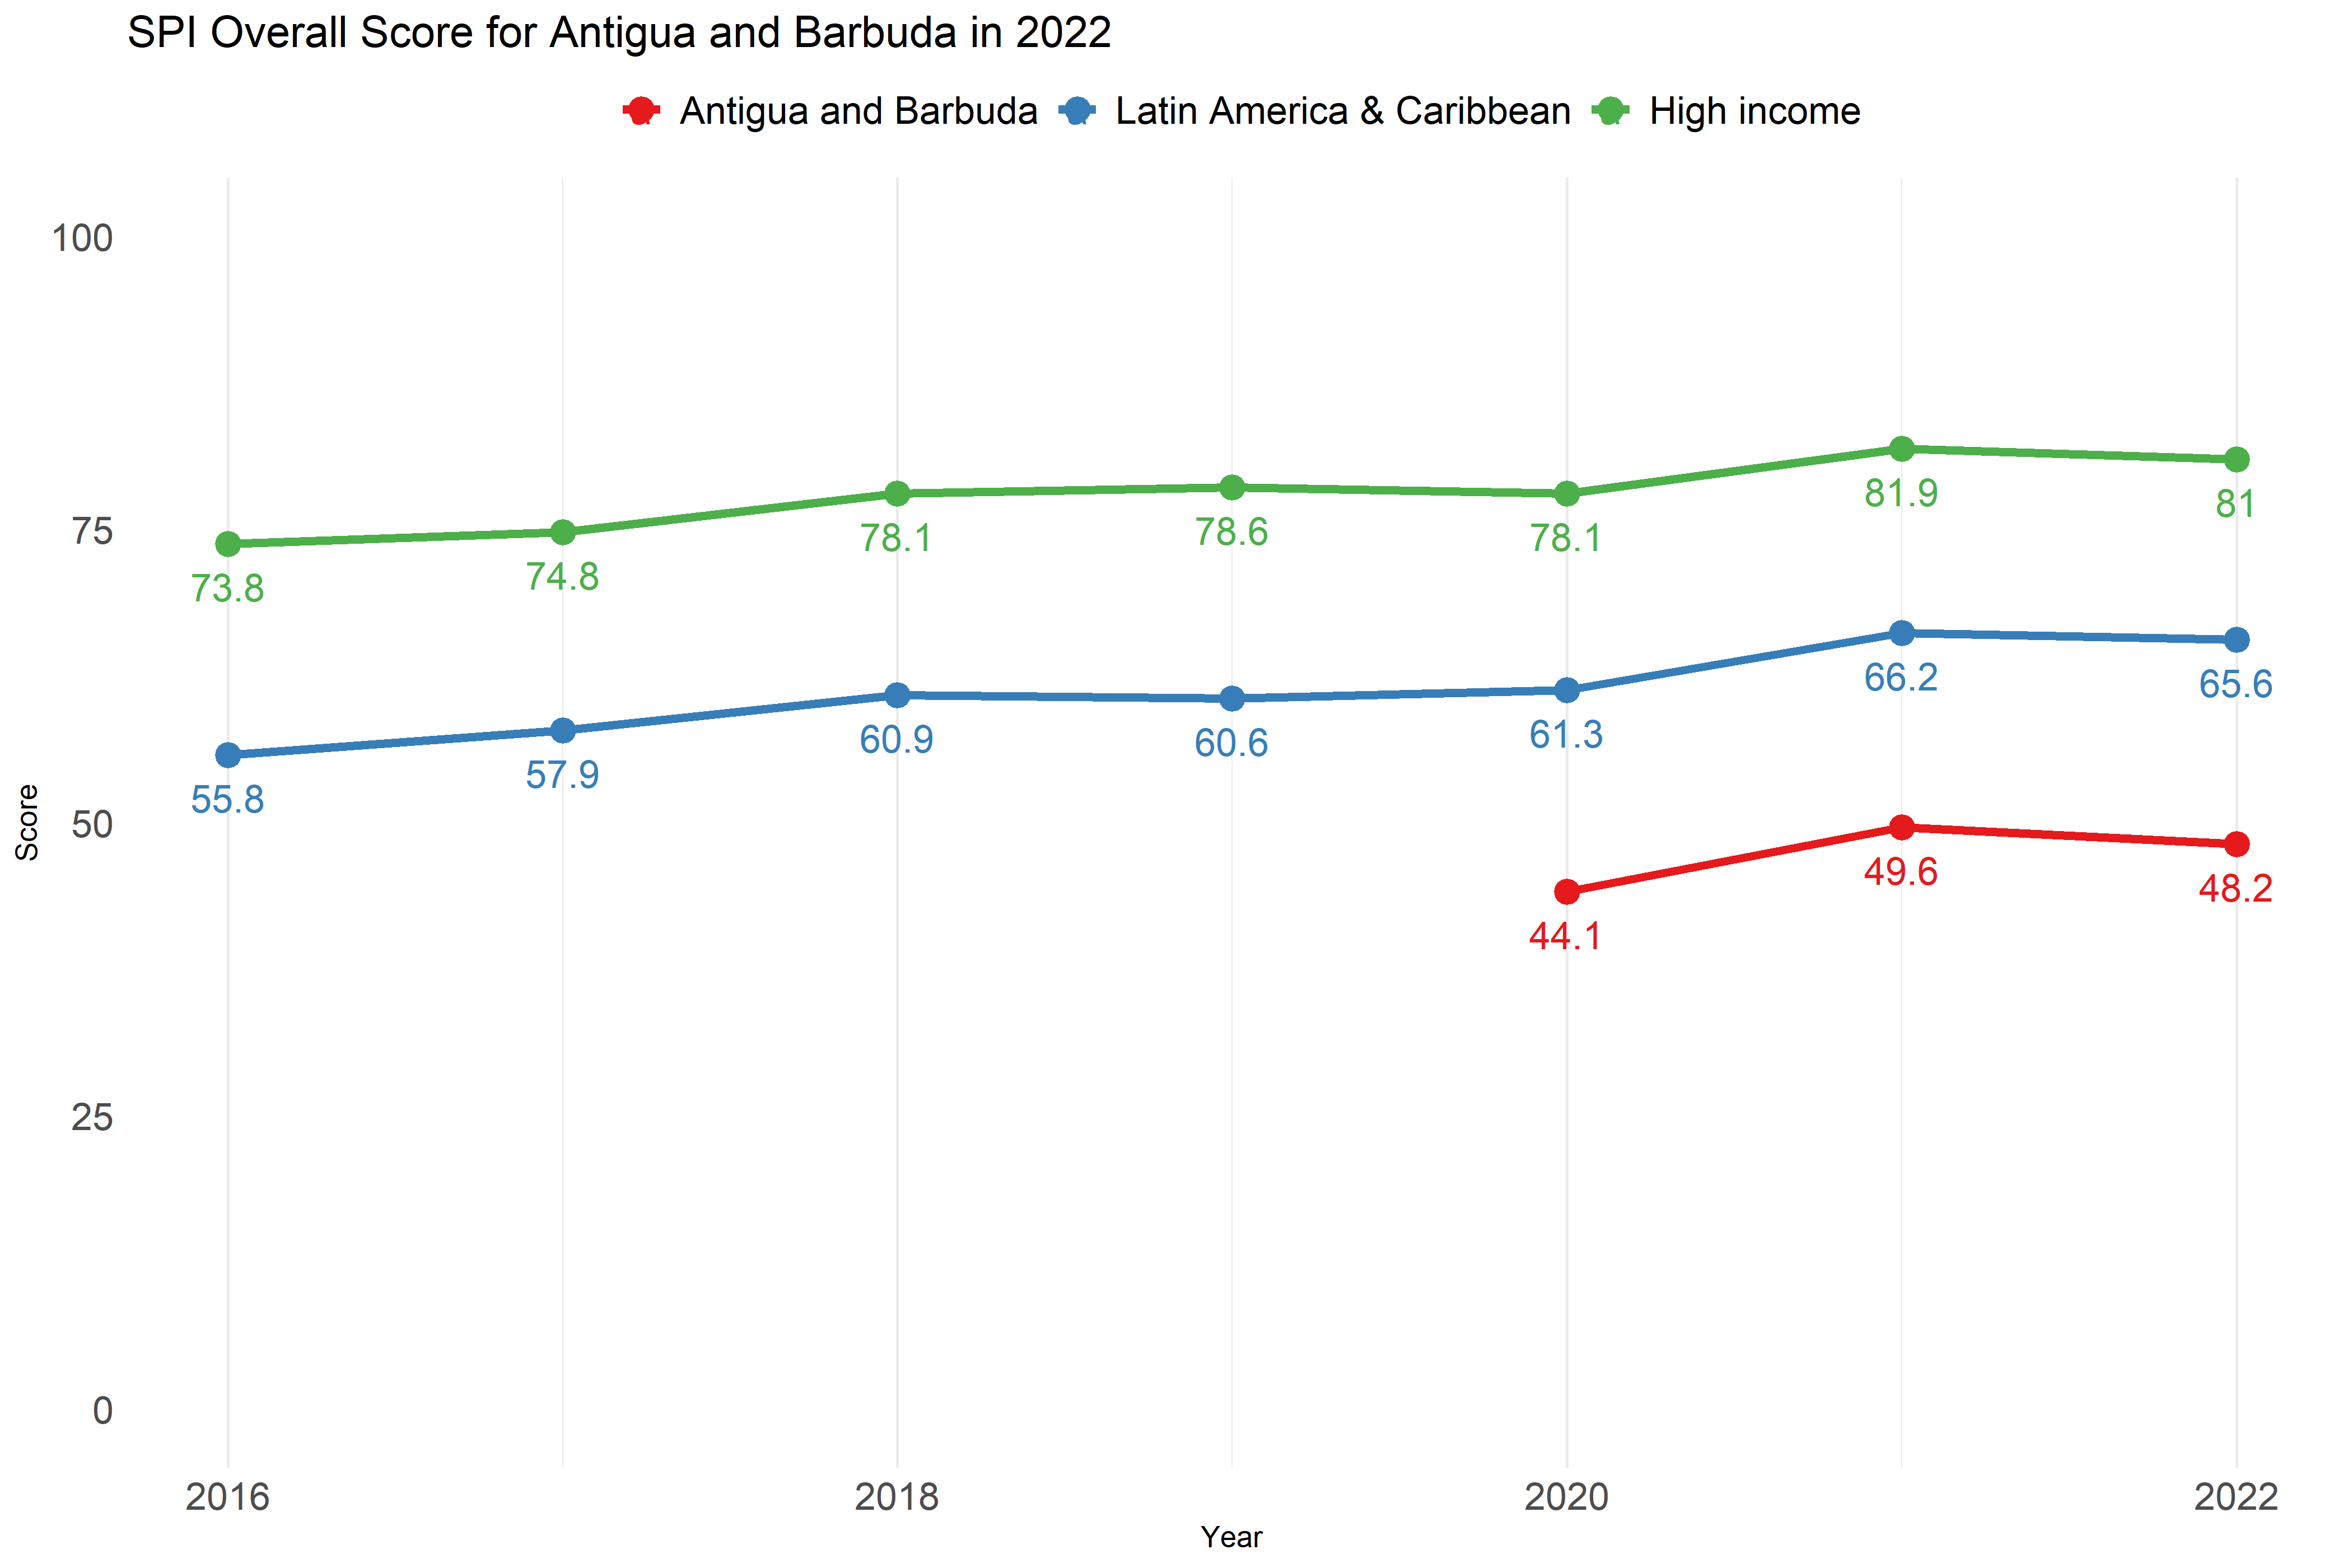 SPI Overall Score for Antigua and Barbuda in 2022
Antigua and Barbuda Latin America & Caribbean High income
100
75
50
25
0
Score
73.8 74.8 78.1 78.6 78.1 81.9 81
55.8 57.9 60.9 60.6 61.3 66.2 65.6
44.1 49.6 48.2
2016 2018 2020 2022
Year